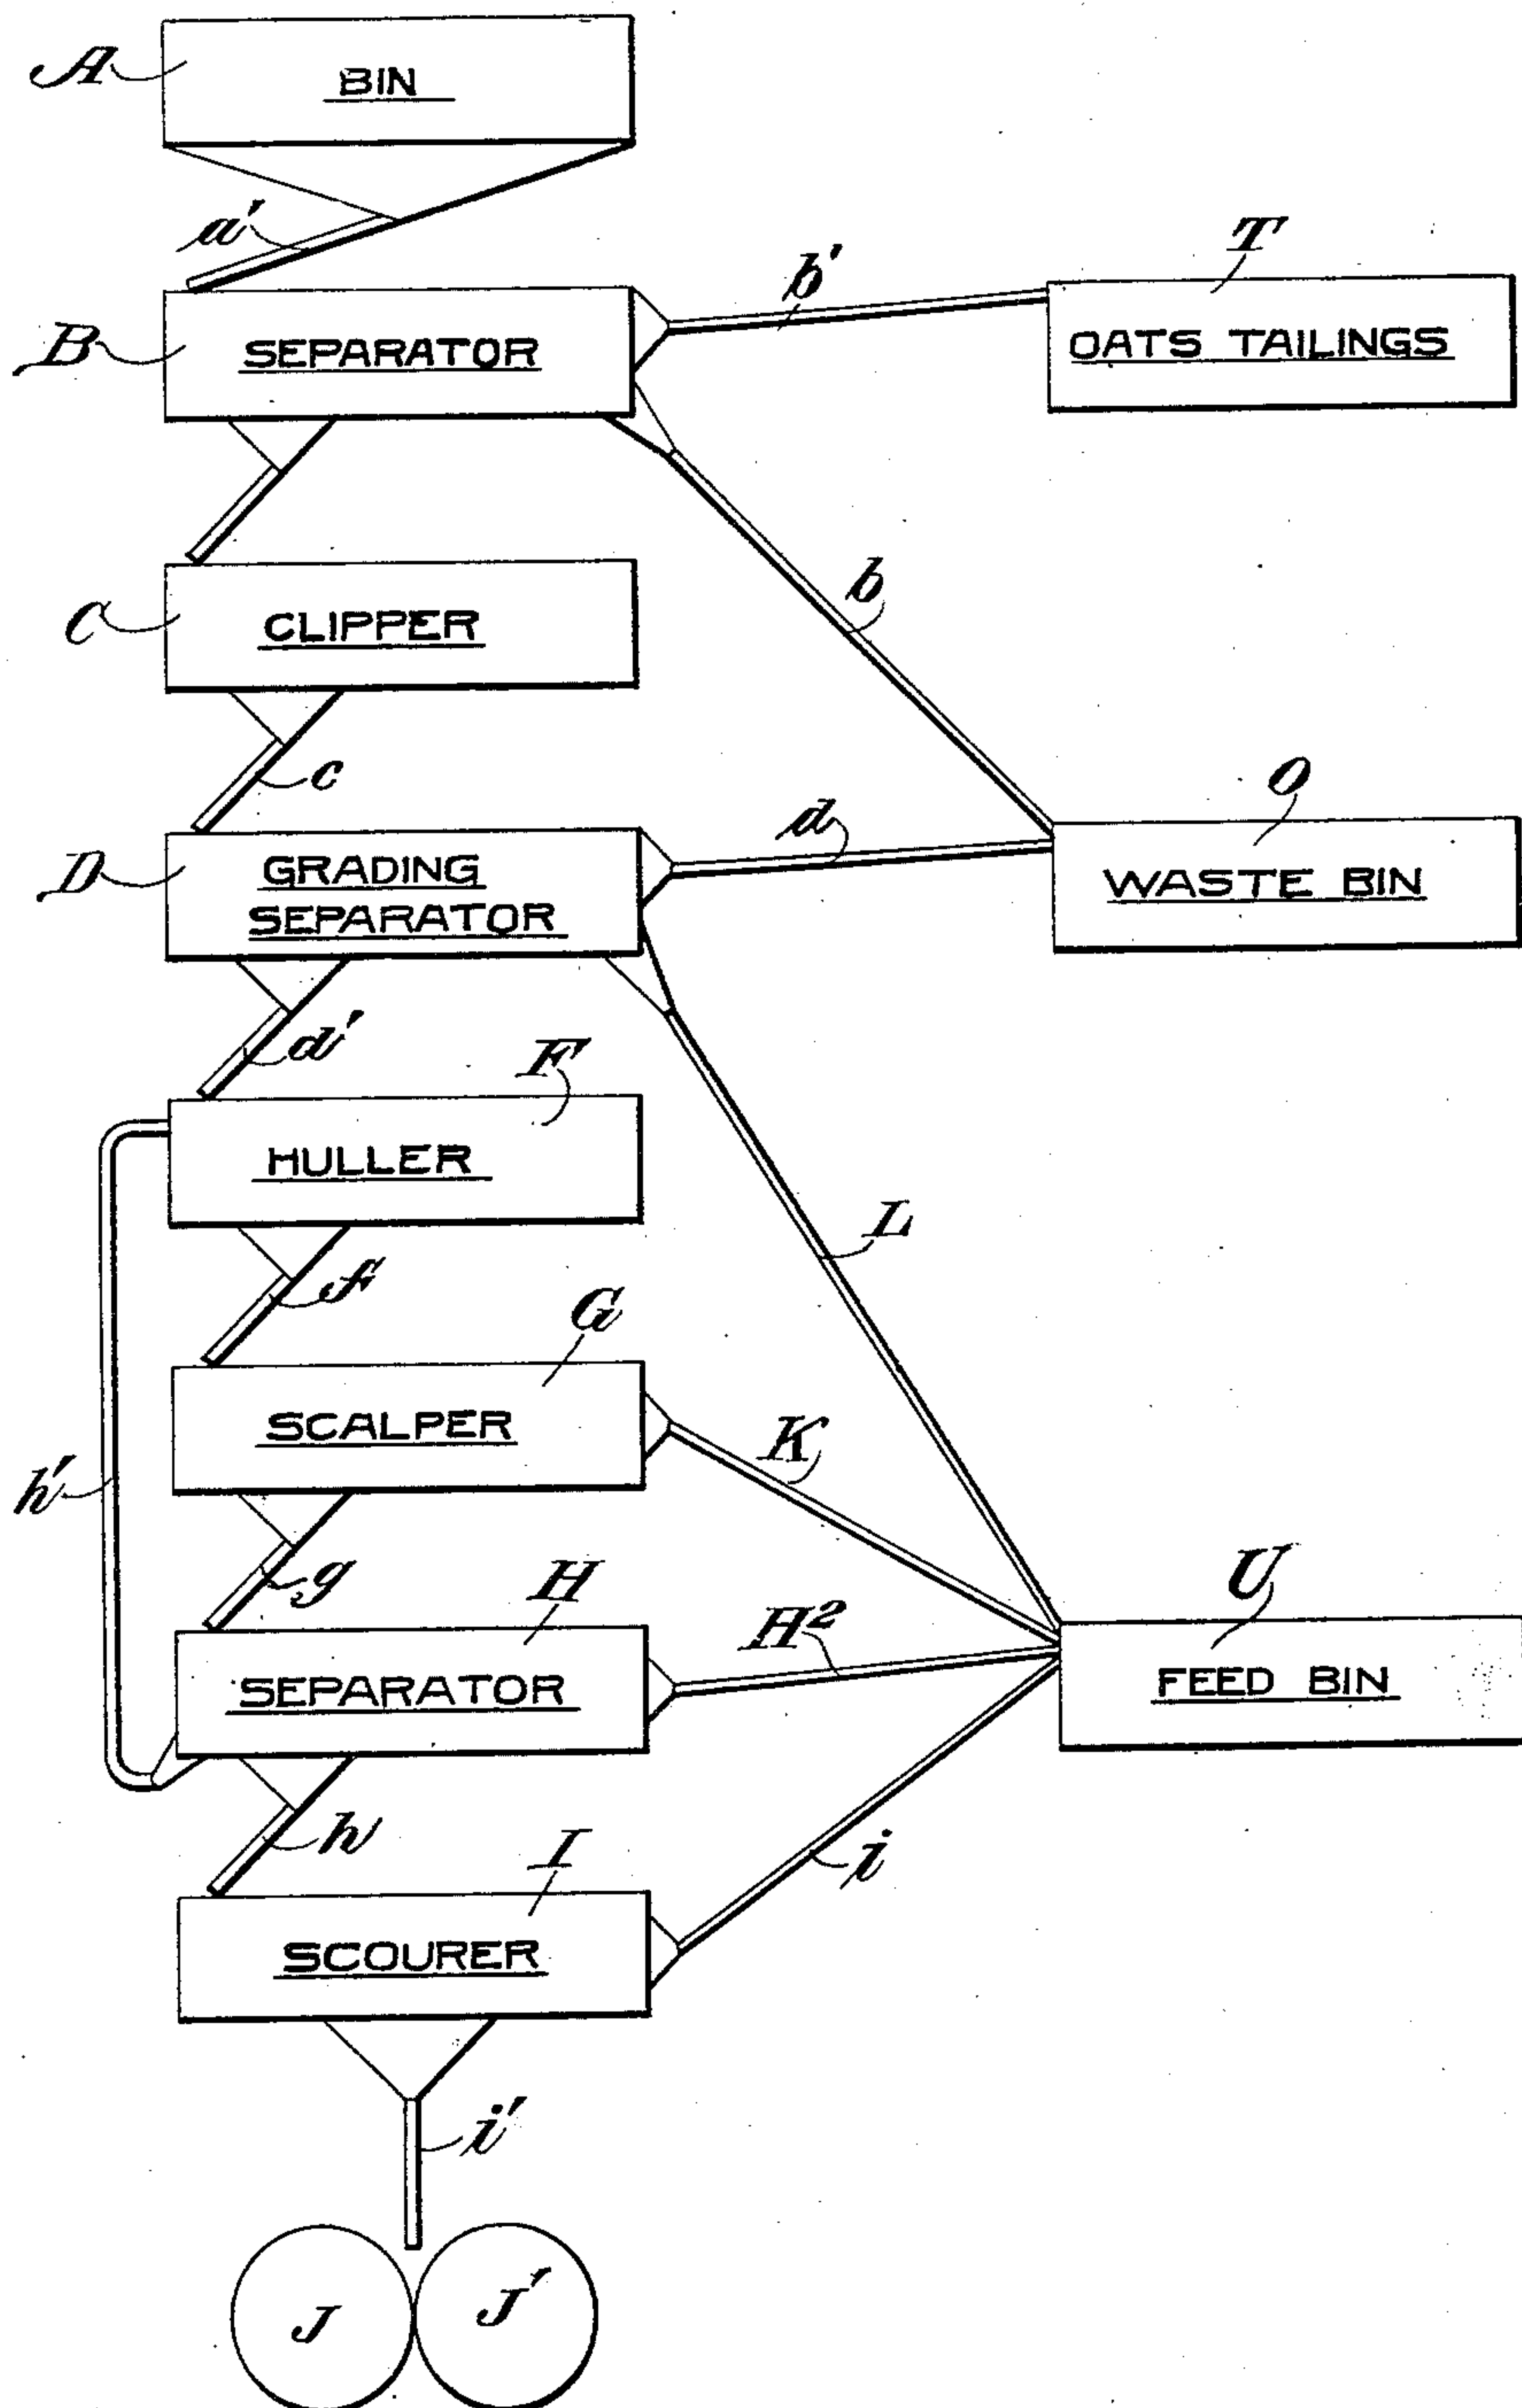 A
BIN
a'
T
b'
B
SEPARATOR
OATS TAILINGS
b
C
CLIPPER
c
O
d
D
GRADING
SEPARATOR
WASTE BIN
d'
F
HULLER
L
f
G
SCALPER
K
h'
g
H
H²
U
SEPARATOR
FEED BIN
h
I
i
SCOURER
i'
J
J'